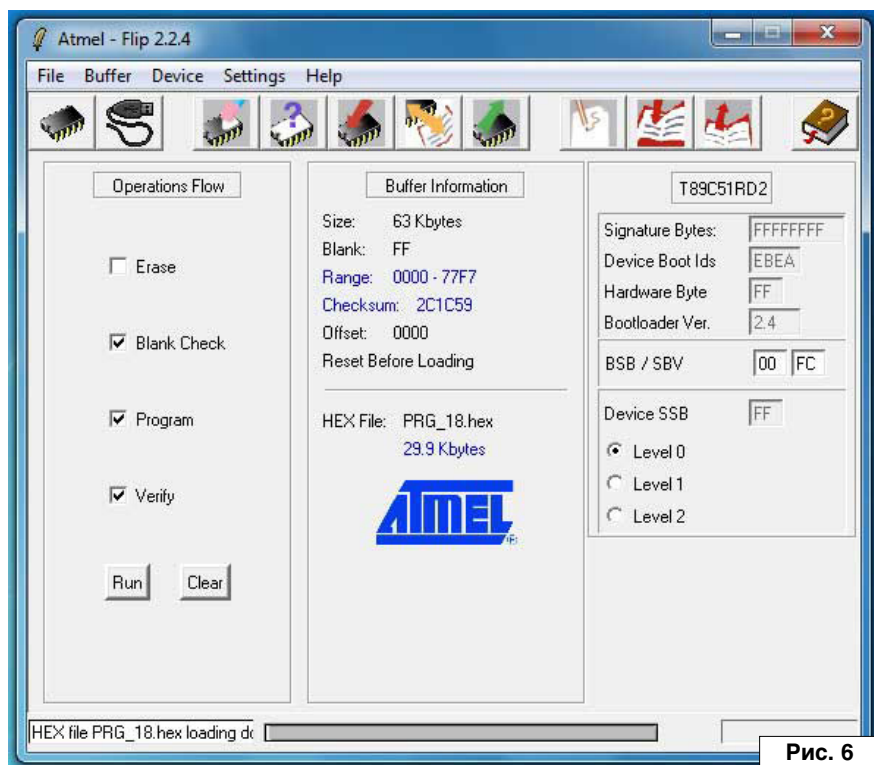 Atmel - Flip 2.2.4
File Buffer Device Settings Help
Operations Flow
Erase
Blank Check
Program
Verify
Run Clear
Buffer Information
Size: 63 Kbytes
Blank: FF
Range: 0000 - 77F7
Checksum: 2C1C59
Offset: 0000
Reset Before Loading
HEX File: PRG_18.hex
29.9 Kbytes
ATMEL ®
T89C51RD2
Signature Bytes: FFFFFFFF
Device Boot Ids EBEA
Hardware Byte FF
Bootloader Ver. 2.4
BSB / SBV 00 FC
Device SSB FF
Level 0
Level 1
Level 2
HEX file PRG_18.hex loading dc
Рис. 6